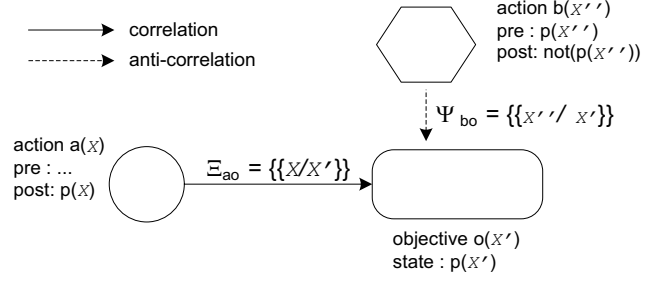 correlation
anti-correlation
action b(X′′)
pre : p(X′′)
post: not(p(X′′))
Ψ bo = {{X′′/ X′}}
action a(X)
pre : ...
post: p(X)
Ξao = {{X/X′}}
objective o(X′)
state : p(X′)